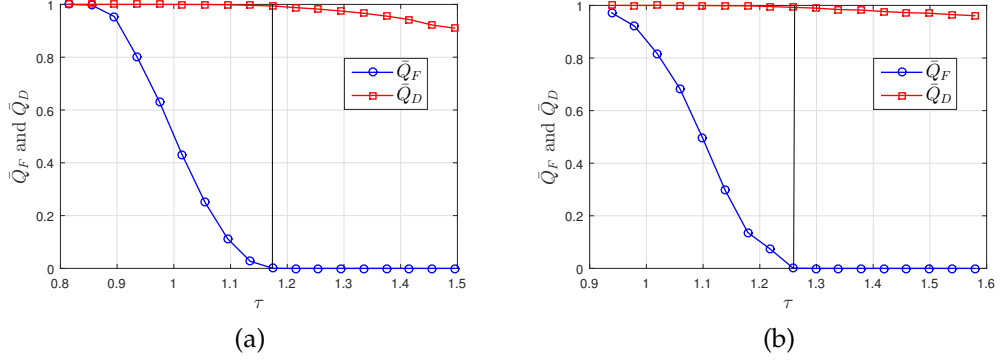 1
0.8
0.6
0.4
0.2
0
Q̄_F and Q̄_D
0.8 0.9 1 1.1 1.2 1.3 1.4 1.5
τ
Q̄_F
Q̄_D
(a)
1
0.8
0.6
0.4
0.2
0
Q̄_F and Q̄_D
0.9 1 1.1 1.2 1.3 1.4 1.5 1.6
τ
Q̄_F
Q̄_D
(b)